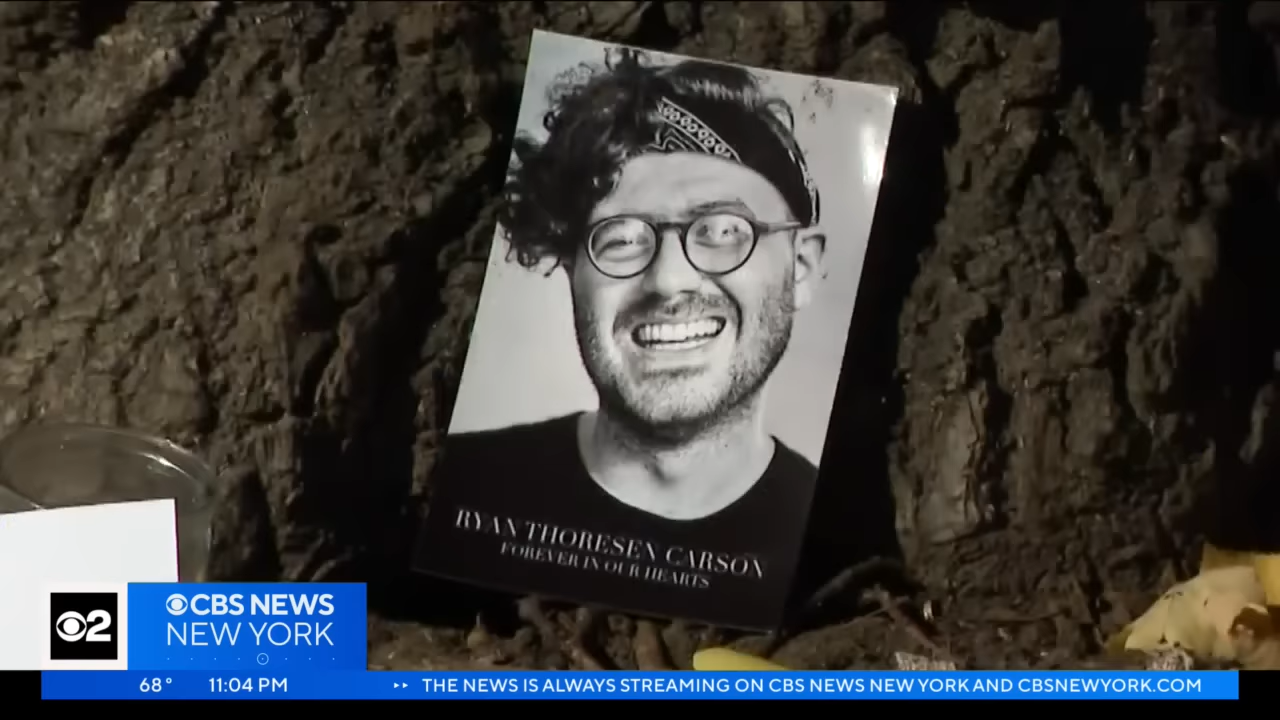 RYAN THORESEN CARSON
FOREVER IN OUR HEARTS
2
CBS NEWS
NEW YORK
68° 11:04 PM THE NEWS IS ALWAYS STREAMING ON CBS NEWS NEW YORK AND CBSNEWYORK.COM